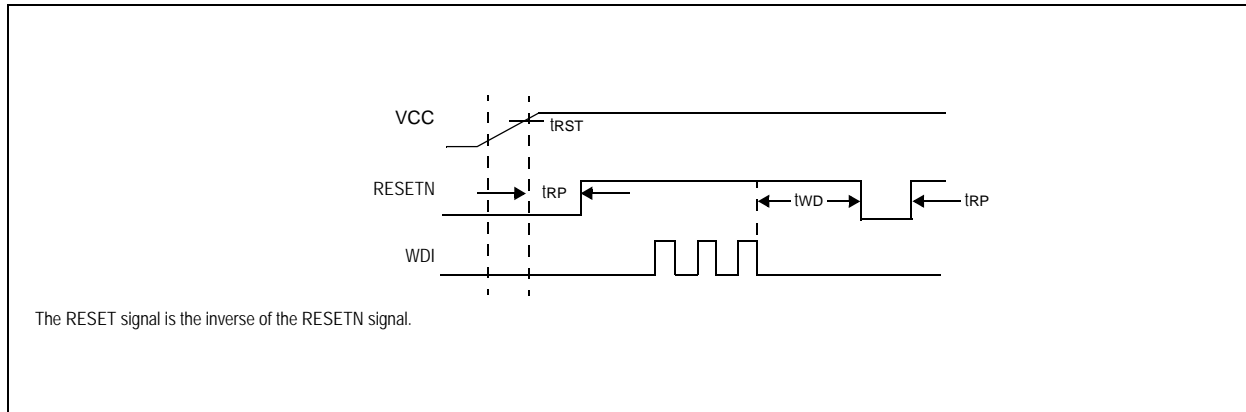 VCC
tRST
RESETN
tRP
tWD
tRP
WDI
The RESET signal is the inverse of the RESETN signal.